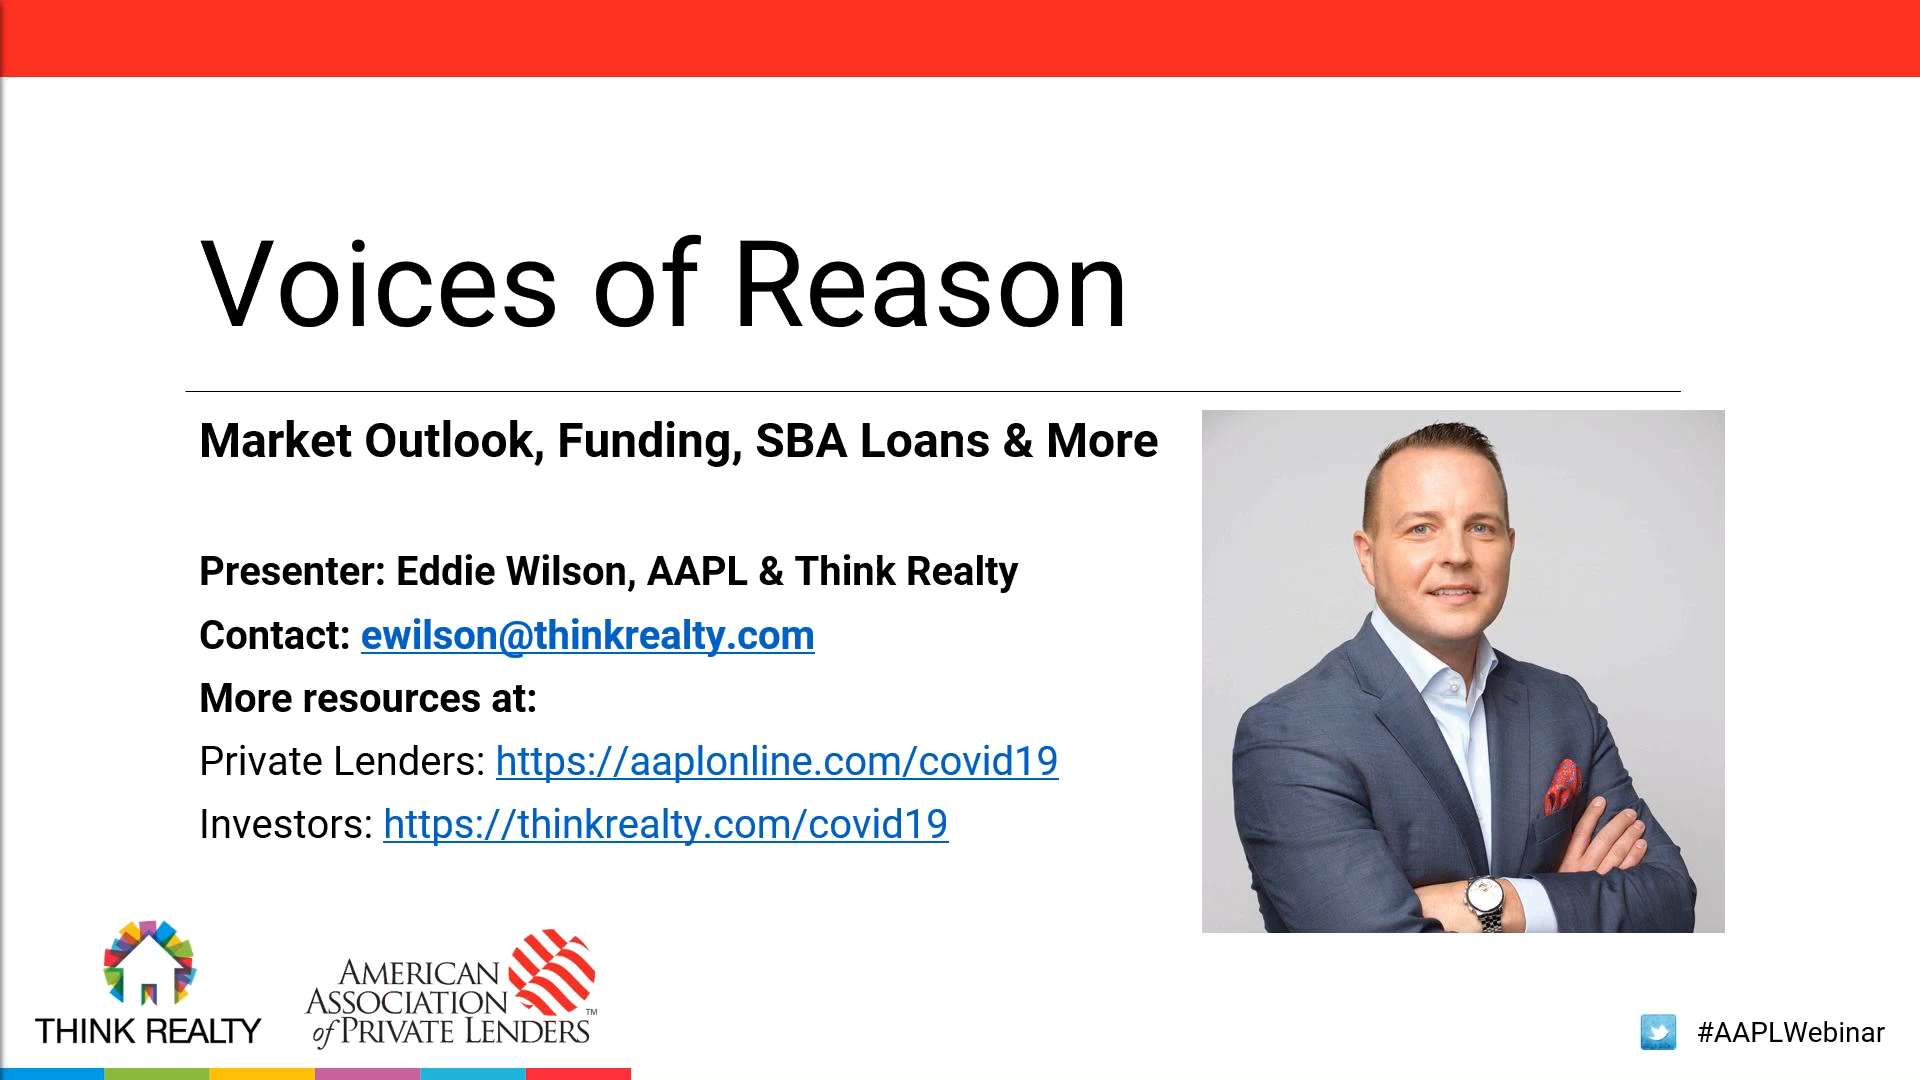 Voices of Reason
Market Outlook, Funding, SBA Loans & More
Presenter: Eddie Wilson, AAPL & Think Realty
Contact: ewilson@thinkrealty.com
More resources at:
Private Lenders: https://aaplonline.com/covid19
Investors: https://thinkrealty.com/covid19
THINK REALTY
AMERICAN
ASSOCIATION
of PRIVATE LENDERS™
#AAPLWebinar